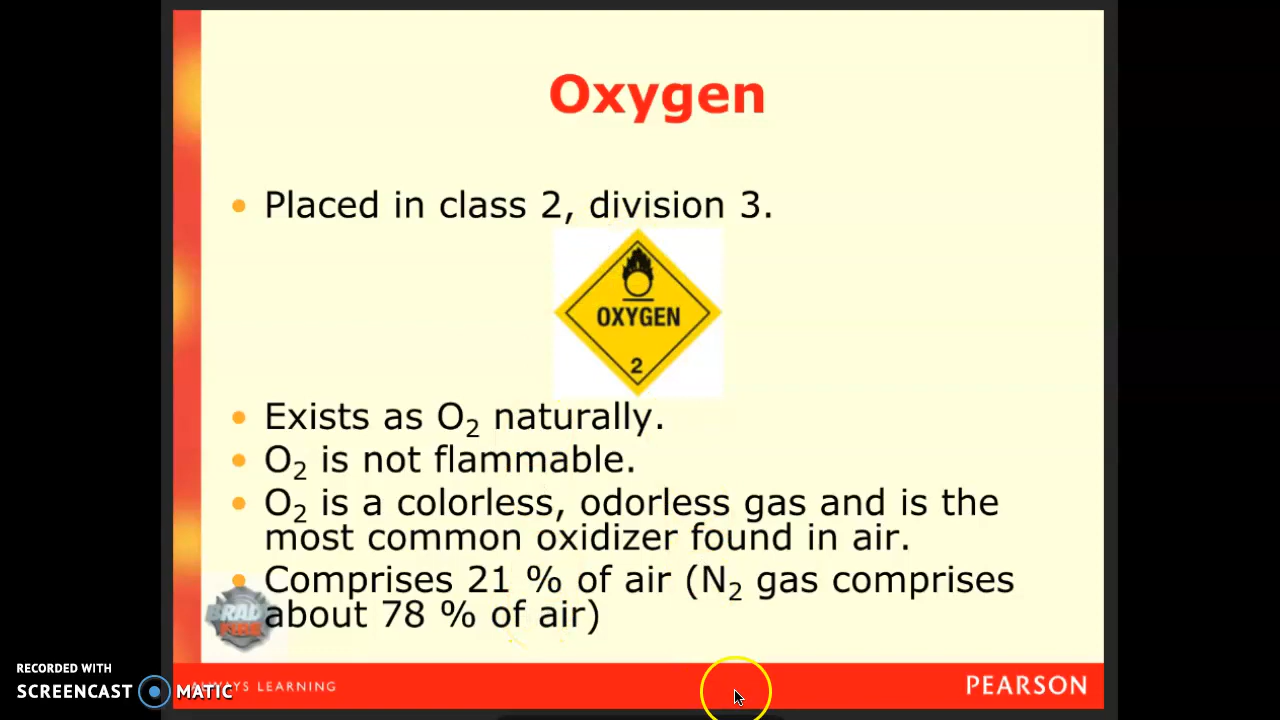 Oxygen
• Placed in class 2, division 3.
OXYGEN
2
• Exists as O₂ naturally.
• O₂ is not flammable.
• O₂ is a colorless, odorless gas and is the
most common oxidizer found in air.
• Comprises 21 % of air (N₂ gas comprises
about 78 % of air)
BRADY
FIRE
RECORDED WITH
SCREENCAST MATIC
ALWAYS LEARNING
PEARSON